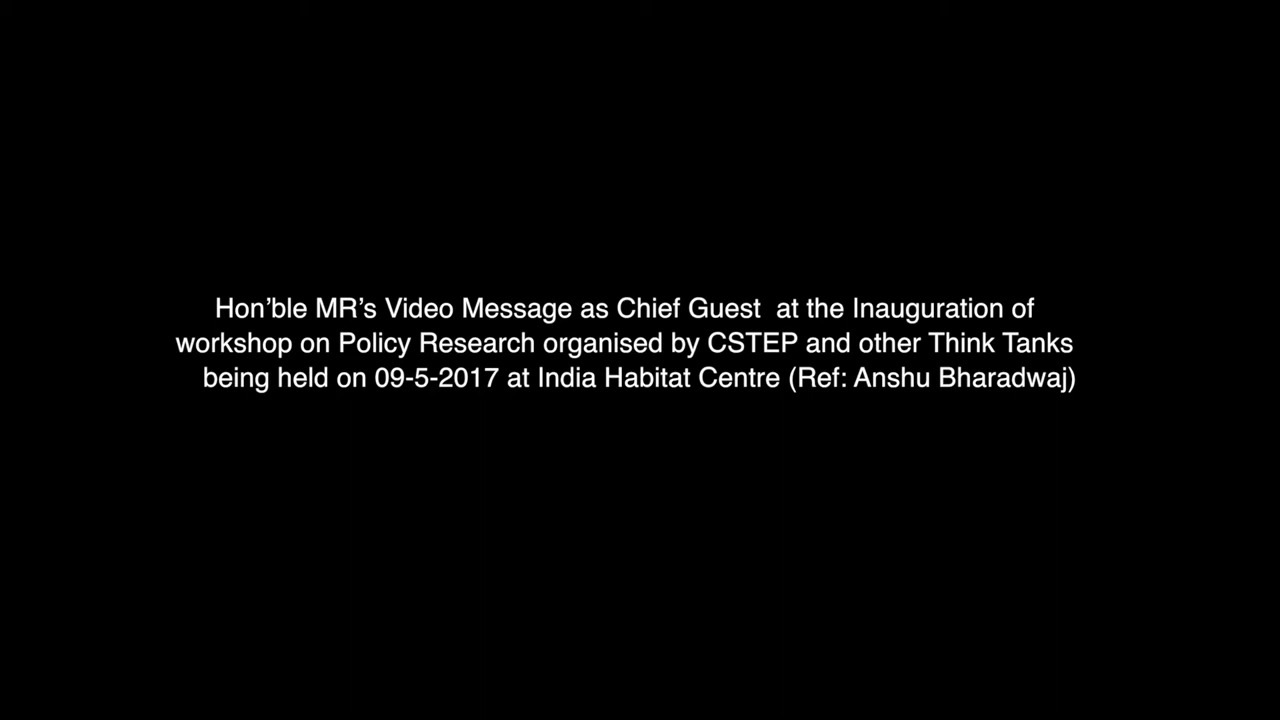 Hon’ble MR’s Video Message as Chief Guest  at the Inauguration of
workshop on Policy Research organised by CSTEP and other Think Tanks
being held on 09-5-2017 at India Habitat Centre (Ref: Anshu Bharadwaj)